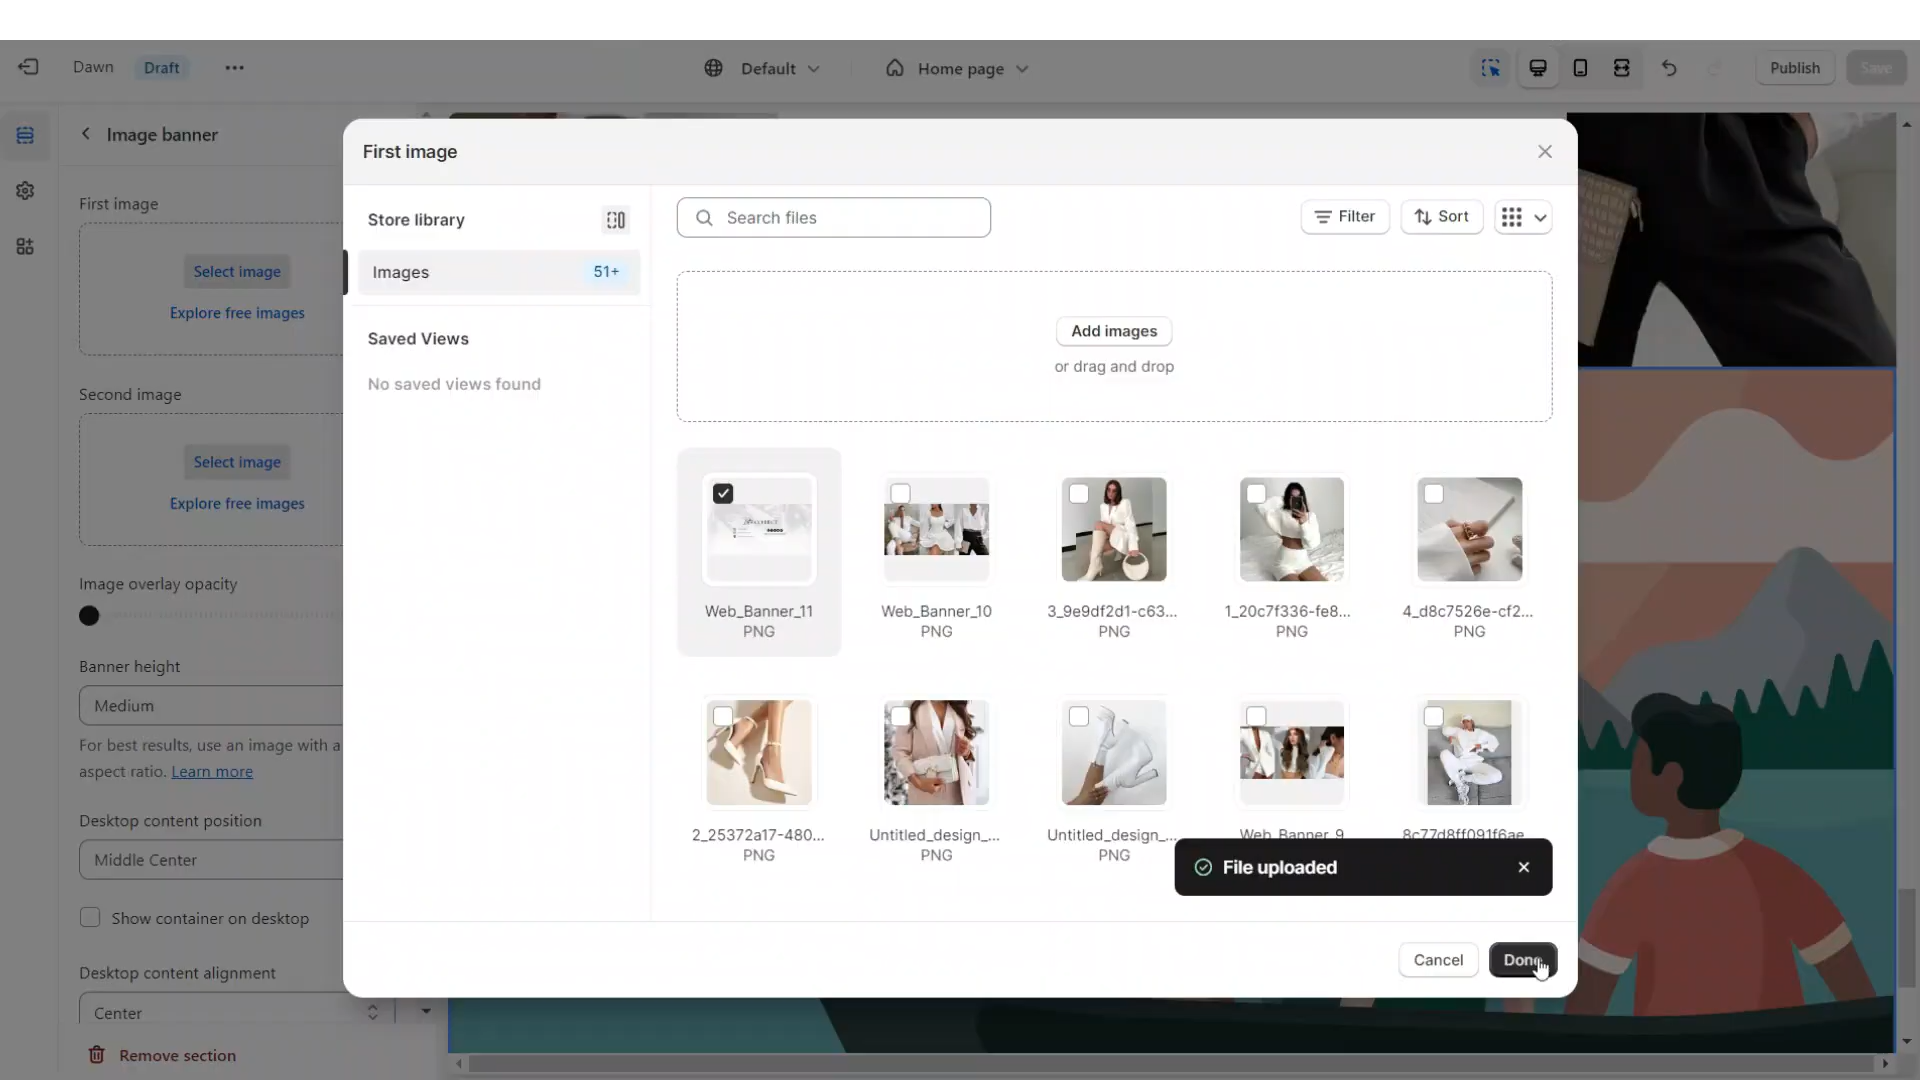 Dawn
Draft
Default
Home page
Publish
Save
Image banner
First image
Select image
Explore free images
Second image
Select image
Explore free images
Image overlay opacity
Banner height
Medium
For best results, use an image with a
aspect ratio. Learn more
Desktop content position
Middle Center
Show container on desktop
Desktop content alignment
Center
Remove section
First image
Store library
Images
51+
Saved Views
No saved views found
Search files
Filter
Sort
Add images
or drag and drop
Web_Banner_11
PNG
Web_Banner_10
PNG
3_9e9df2d1-c63...
PNG
1_20c7f336-fe8...
PNG
4_d8c7526e-cf2...
PNG
2_25372a17-480...
PNG
Untitled_design_...
PNG
Untitled_design_...
PNG
Web_Banner_9
8c77d8ff091f6ae
File uploaded
Cancel
Done